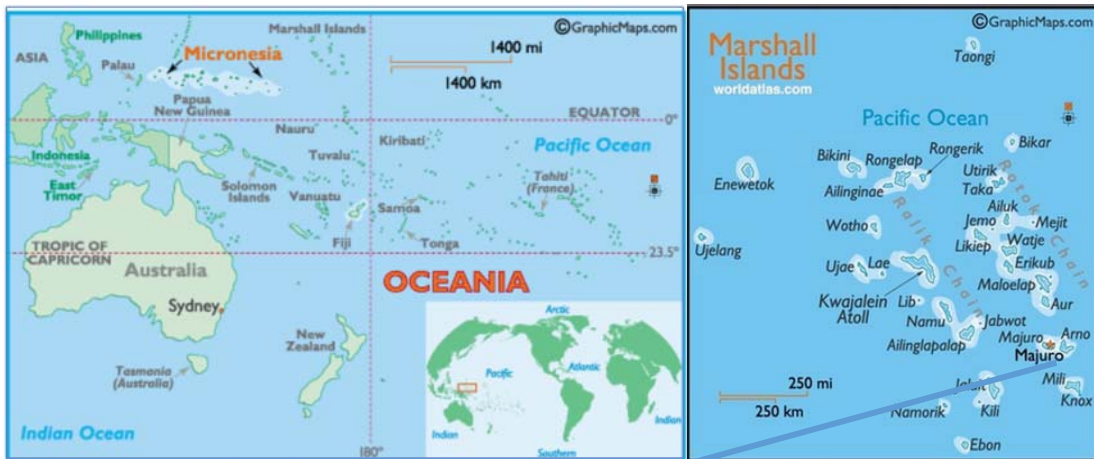 ©GraphicMaps.com
Philippines
Marshall Islands
ASIA
Micronesia
1400 mi
Palau
1400 km
Papua
New Guinea
EQUATOR
0°
Nauru
Kiribati
Pacific Ocean
Indonesia
Tuvalu
East
Timor
Solomon
Islands
Vanuatu
Tahiti
(France)
Samoa
Fiji
Tonga
TROPIC OF
CAPRICORN
23.5°
Australia
OCEANIA
Sydney
New
Zealand
Arctic
Atlantic
Pacific
Tasmania
(Australia)
Indian
Indian
Indian Ocean
Southern
180°
©GraphicMaps.com
Marshall
Islands
worldatlas.com
Taongi
Pacific Ocean
Bikar
Rongerik
Bikini
Rongelap
Utirik
Enewetok
Taka
Ailinginae
Ratak Chain
Ailuk
Ralik Chain
Jemo
Mejit
Wotho
Likiep
Watje
Ujelang
Erikub
Ujae
Lae
Maloelap
Kwajalein
Atoll
Lib
Aur
Namu
Jabwot
Majuro
Arno
Ailinglapalap
Majuro
250 mi
Jaluit
Mili
250 km
Namorik
Kili
Knox
Ebon